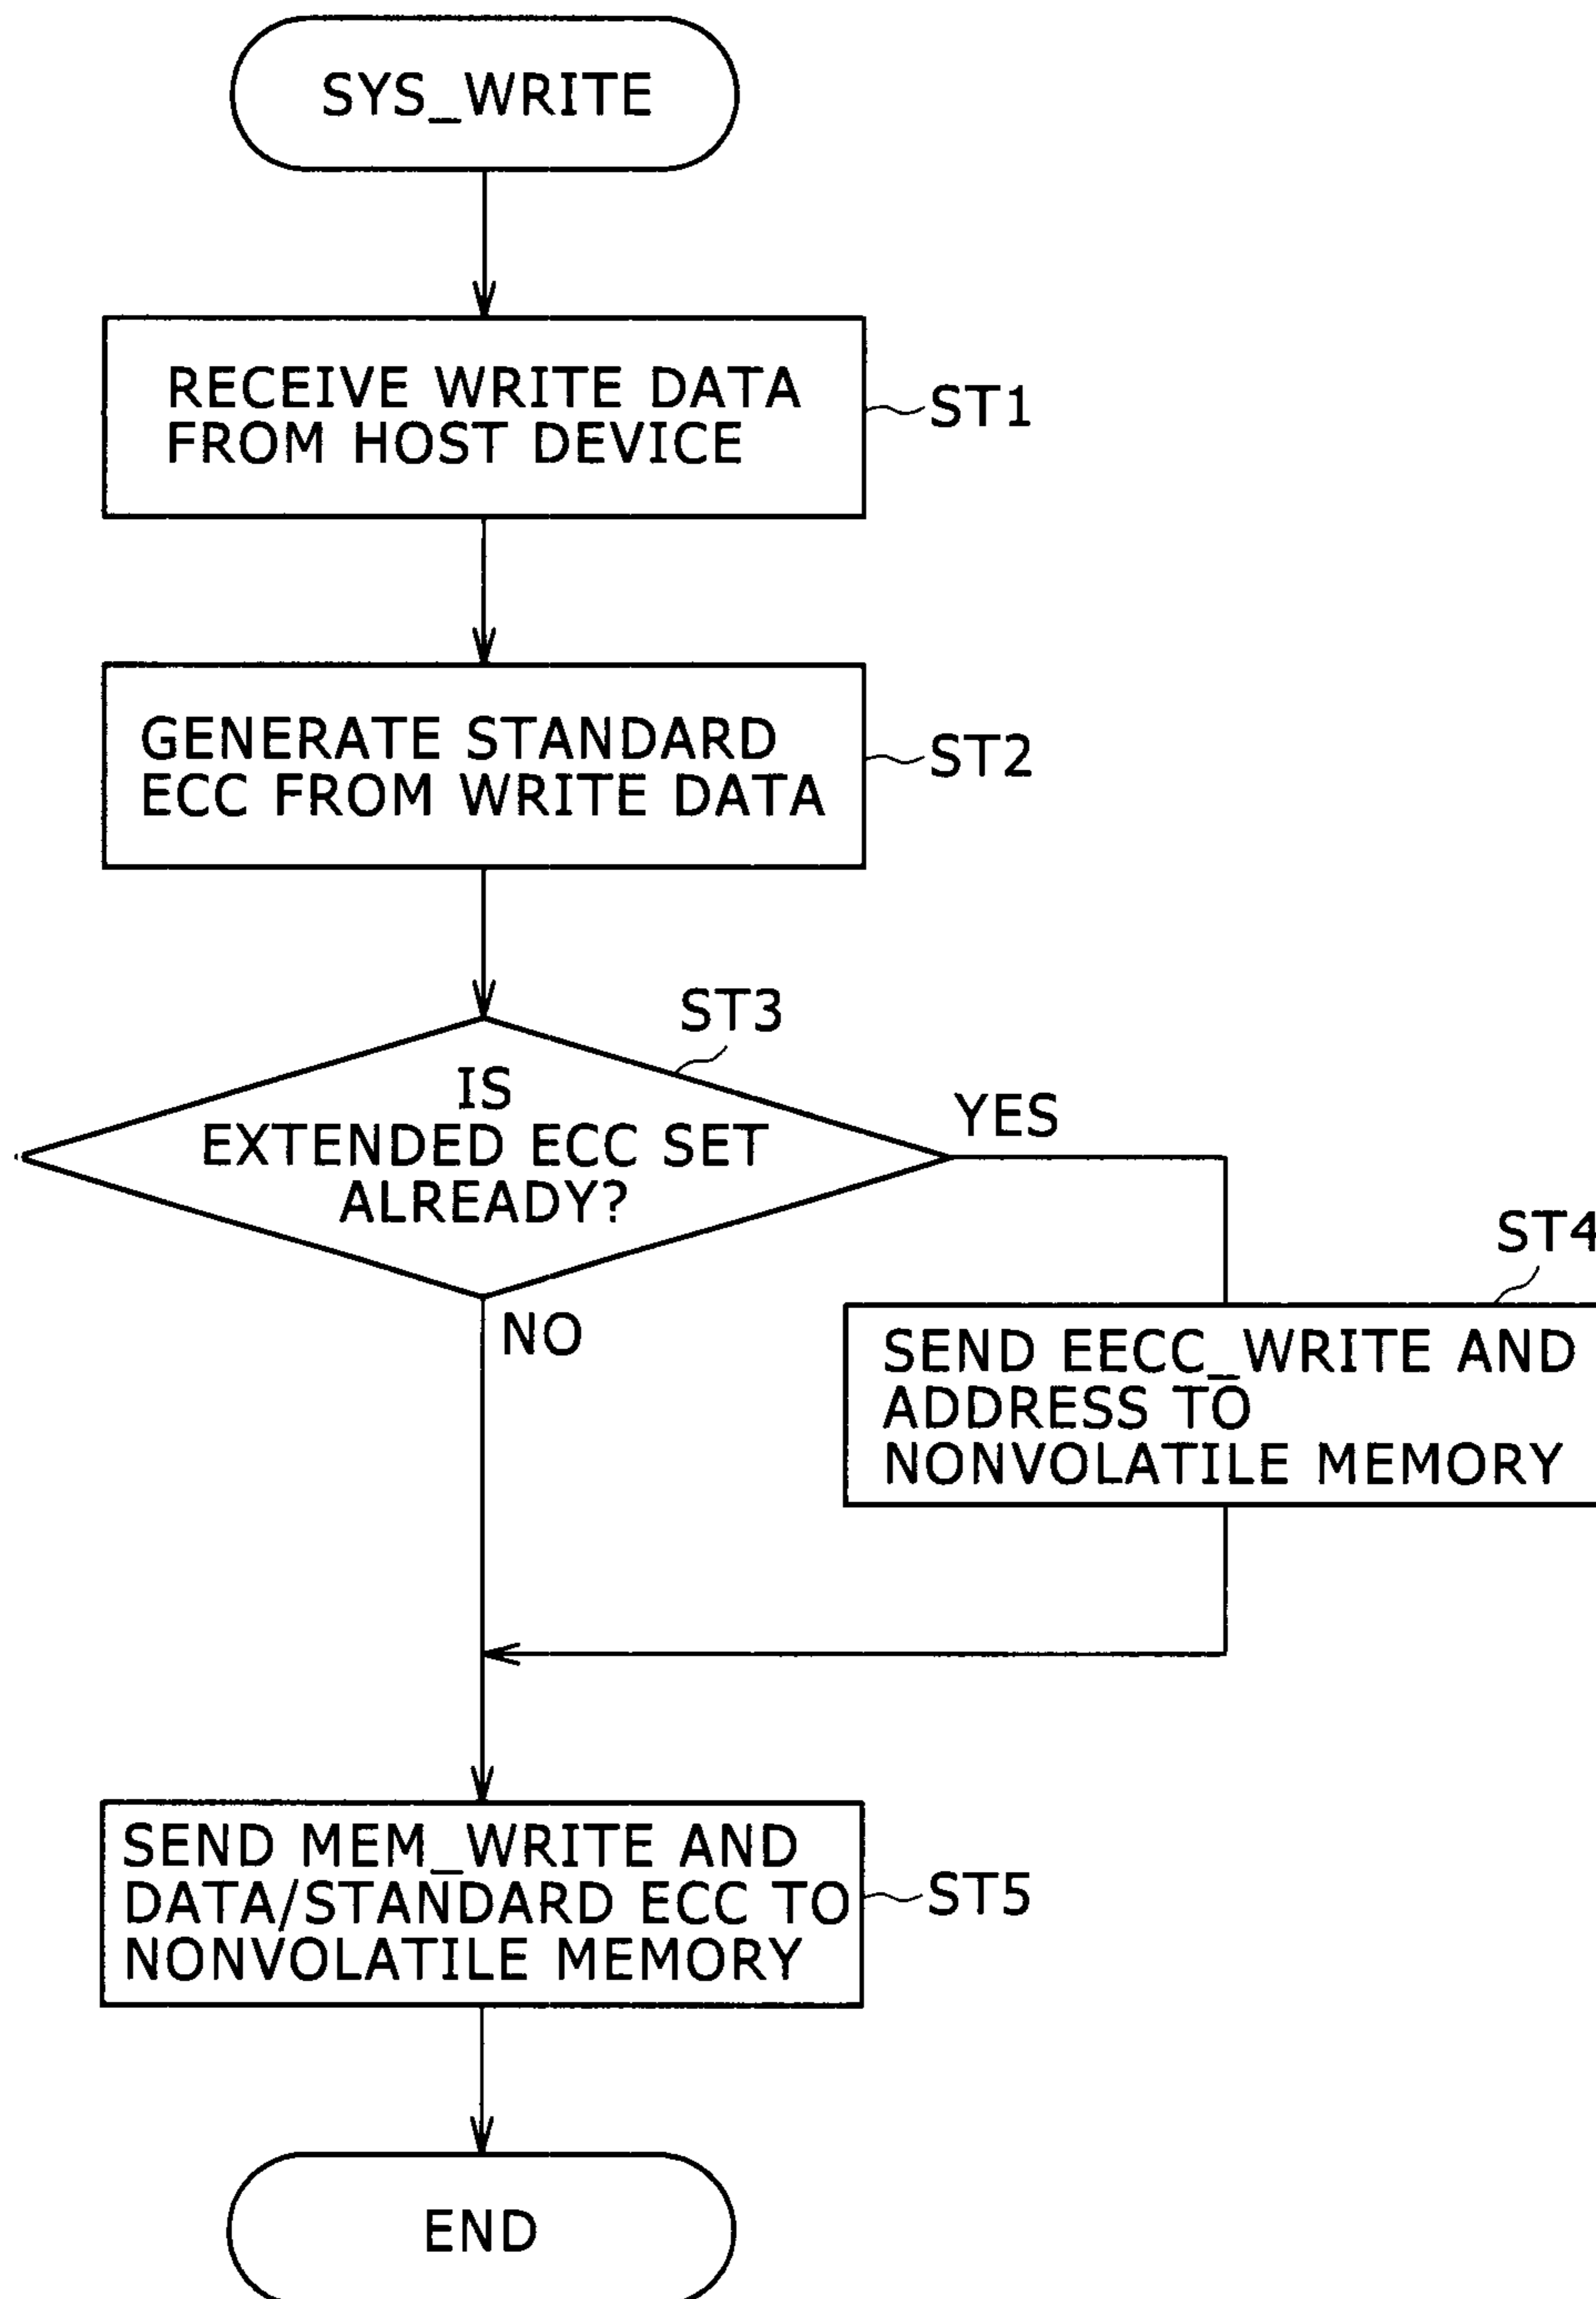 SYS_WRITE
RECEIVE WRITE DATA
FROM HOST DEVICE
ST1
GENERATE STANDARD
ECC FROM WRITE DATA
ST2
ST3
IS
EXTENDED ECC SET
ALREADY?
YES
NO
ST4
SEND EECC_WRITE AND
ADDRESS TO
NONVOLATILE MEMORY
SEND MEM_WRITE AND
DATA/STANDARD ECC TO
NONVOLATILE MEMORY
ST5
END